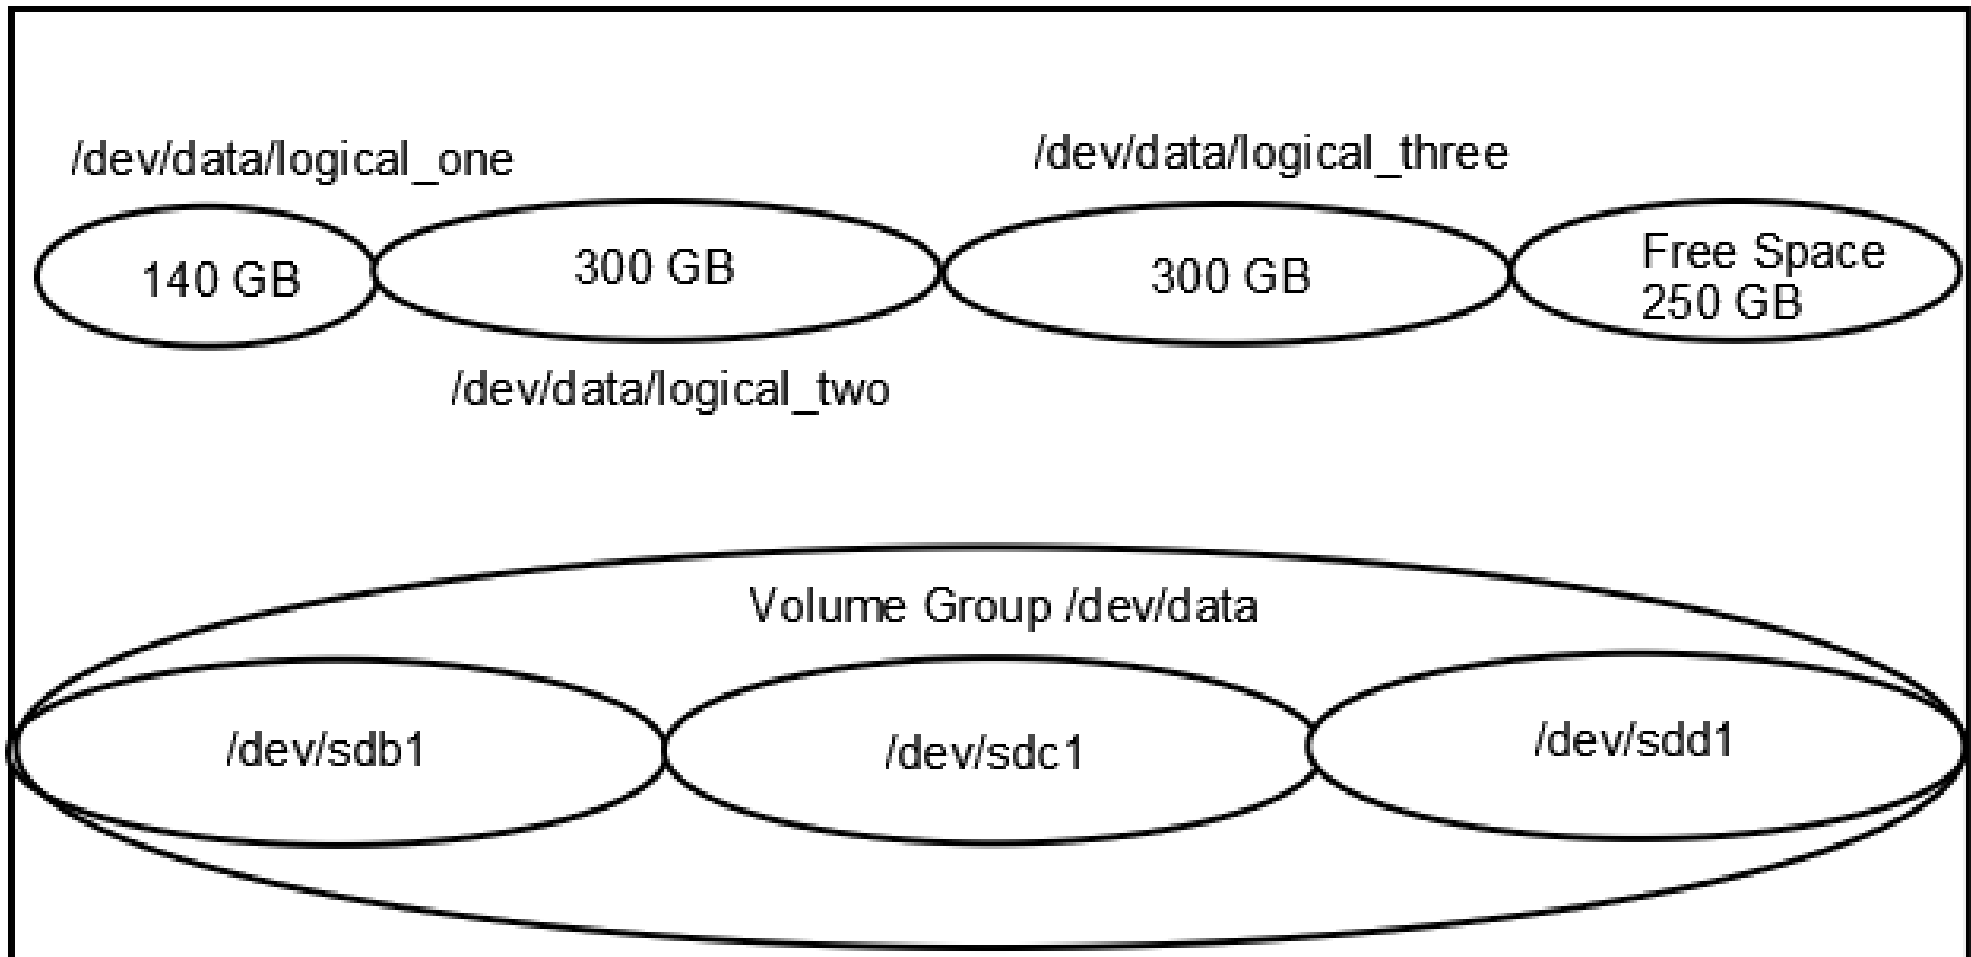 /dev/data/logical_one
/dev/data/logical_three
140 GB
300 GB
300 GB
Free Space
250 GB
/dev/data/logical_two
Volume Group /dev/data
/dev/sdb1
/dev/sdc1
/dev/sdd1